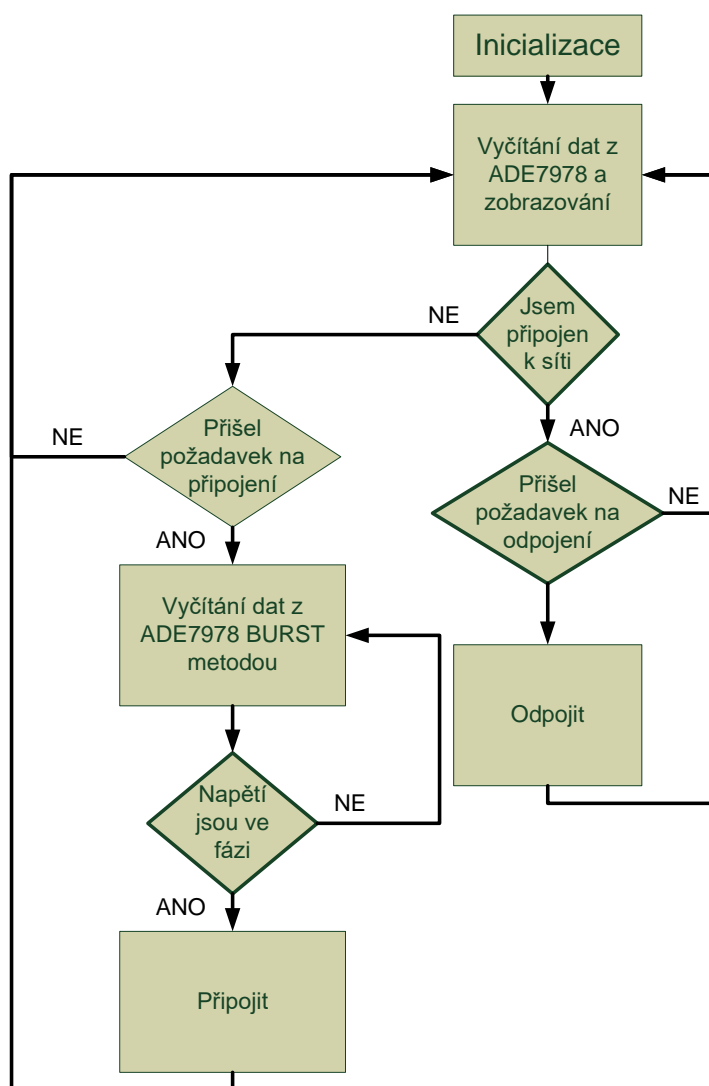 Inicializace
Vyčítání dat z
ADE7978 a
zobrazování
Jsem
připojen
k síti
NE
ANO
Přišel
požadavek na
připojení
NE
ANO
Přišel
požadavek na
odpojení
NE
Vyčítání dat z
ADE7978 BURST
metodou
Odpojit
Napětí
jsou ve
fázi
NE
ANO
Připojit